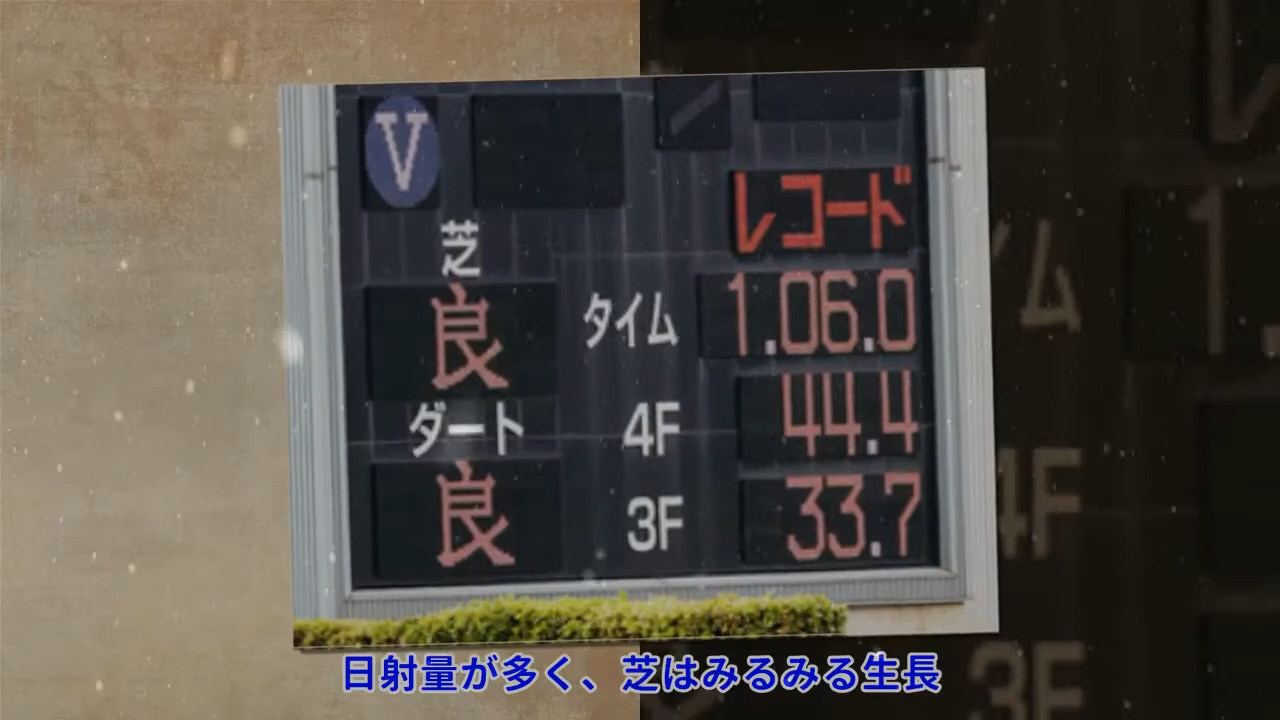 V
レコード
芝
良
タイム 1.06.0
ダート 4F 44.4
良 3F 33.7
日射量が多く、芝はみるみる生長